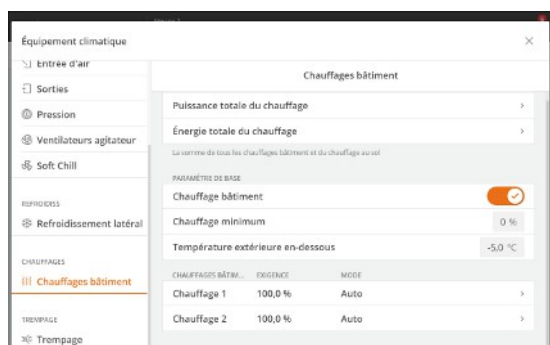 Équipement climatique
Entrée d'air
Sorties
Pression
Ventilateurs agitateur
Soft Chill
REFROIDISS
Refroidissement latéral
CHAUFFAGES
Chauffages bâtiment
TREMPAGE
Trempage
Chauffages bâtiment
Puissance totale du chauffage
Énergie totale du chauffage
La somme de tous les chauffages bâtiment et du chauffage au sol
PARAMÈTRE DE BASE
Chauffage bâtiment
Chauffage minimum 0 %
Température extérieure en-dessous -5,0 °C
CHAUFFAGES BÂTIM... EXIGENCE MODE
Chauffage 1 100,0 % Auto
Chauffage 2 100,0 % Auto